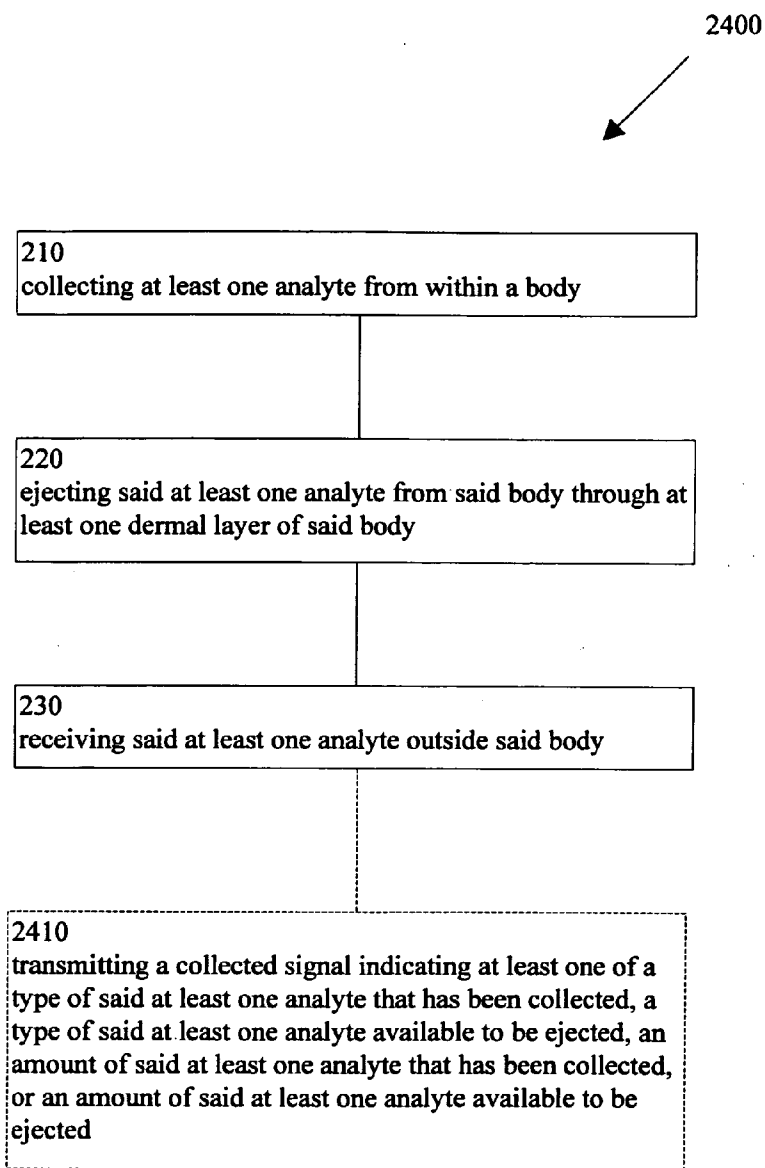 2400
210
collecting at least one analyte from within a body
220
ejecting said at least one analyte from said body through at
least one dermal layer of said body
230
receiving said at least one analyte outside said body
2410
transmitting a collected signal indicating at least one of a
type of said at least one analyte that has been collected, a
type of said at least one analyte available to be ejected, an
amount of said at least one analyte that has been collected,
or an amount of said at least one analyte available to be
ejected